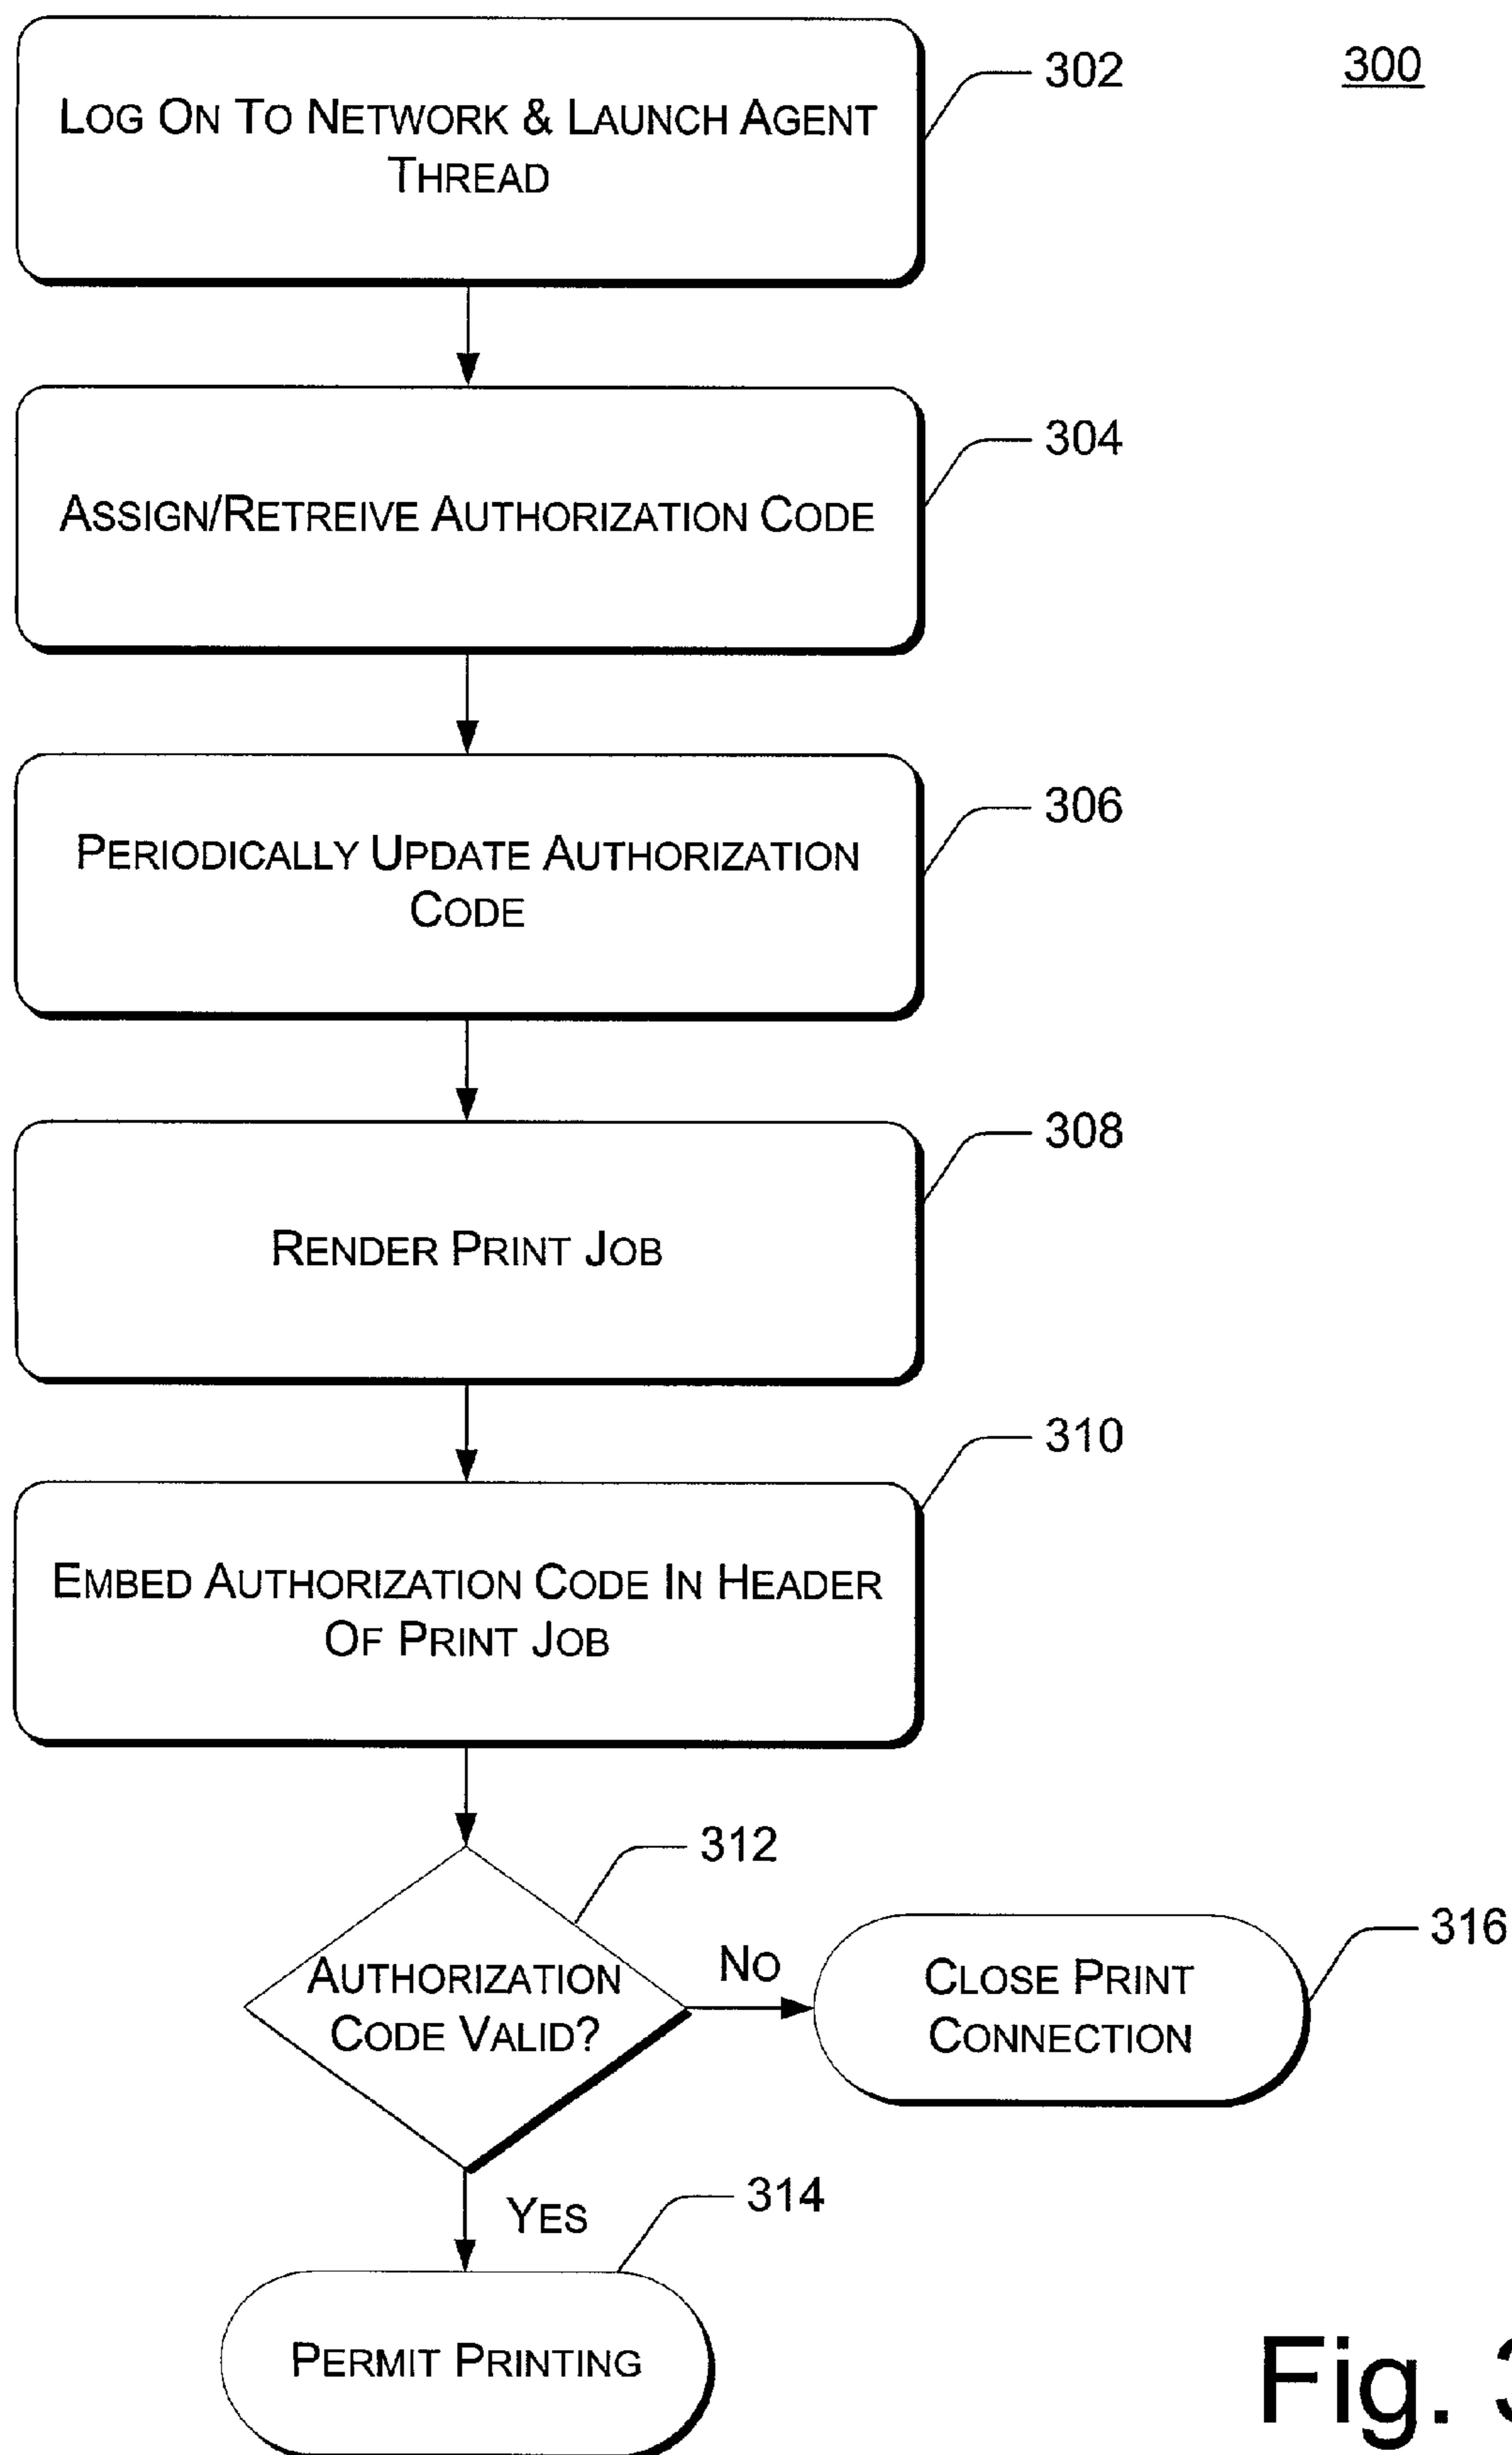 300
302
LOG ON TO NETWORK & LAUNCH AGENT
THREAD
304
ASSIGN/RETREIVE AUTHORIZATION CODE
306
PERIODICALLY UPDATE AUTHORIZATION
CODE
308
RENDER PRINT JOB
310
EMBED AUTHORIZATION CODE IN HEADER
OF PRINT JOB
312
AUTHORIZATION
CODE VALID?
NO
316
CLOSE PRINT
CONNECTION
YES
314
PERMIT PRINTING
Fig. 3